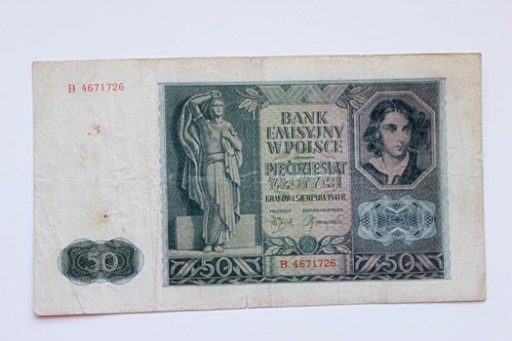 B 4671726
BANK
EMISYJNY
W POLSCE
PIĘĆDZIESIĄT
ZŁOTYCH
KRAKÓW 1. SIERPNIA 1941 R.
50
50
B 4671726
50